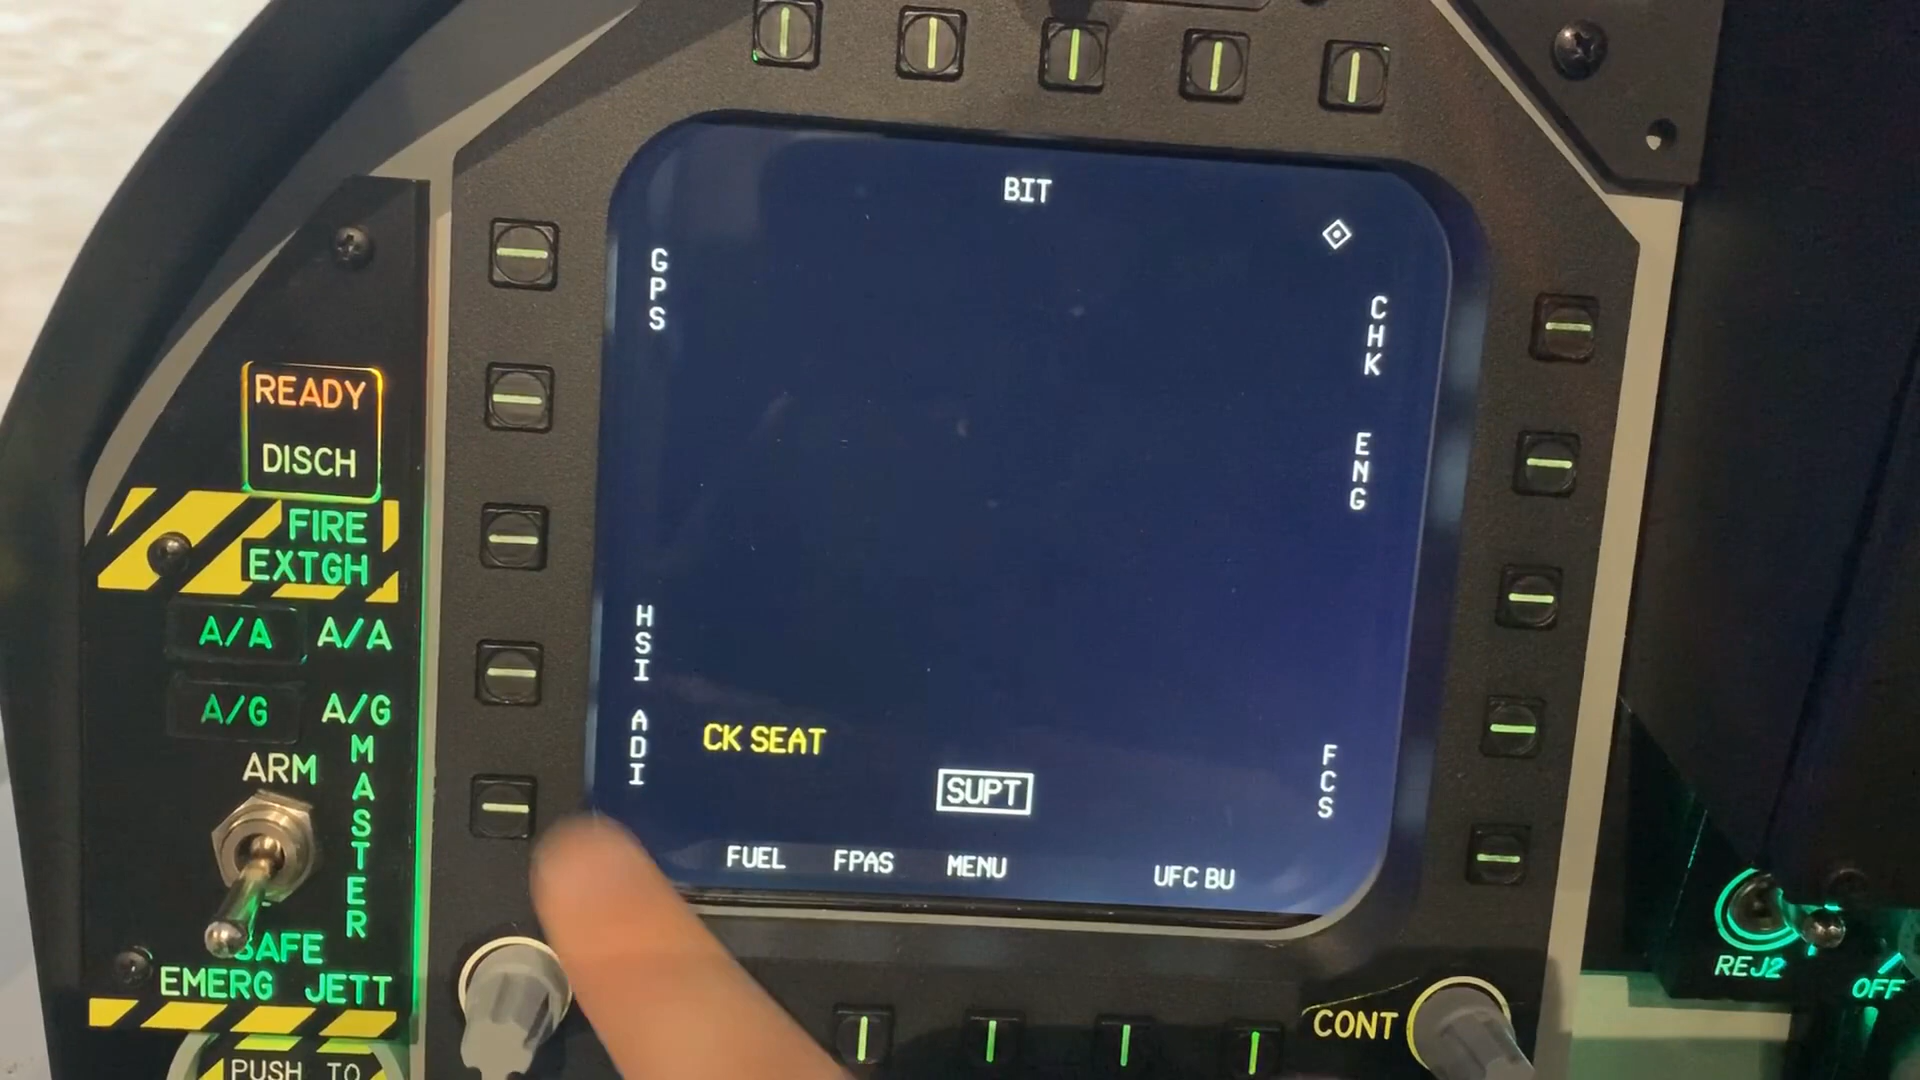 BIT
GPS
CHK
ENG
HSI
ADI
FCS
CK SEAT
SUPT
FUEL FPAS MENU UFC BU
READY
DISCH
FIRE
EXTGH
A/A A/A
A/G A/G
MASTER
ARM
SAFE
EMERG JETT
PUSH TO
CONT
REJ2
OFF